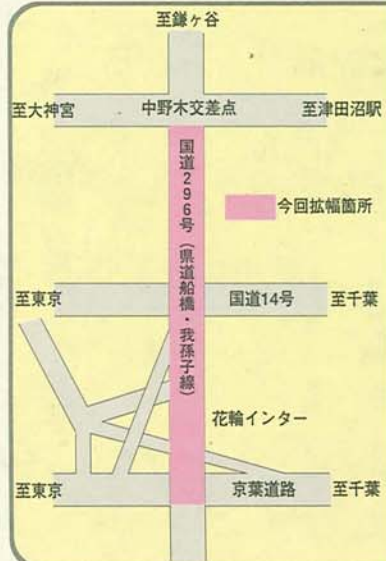 至鎌ヶ谷
至大神宮 中野木交差点 至津田沼駅
国道296号(県道船橋・我孫子線)
今回拡幅箇所
至東京 国道14号 至千葉
花輪インター
至東京 京葉道路 至千葉